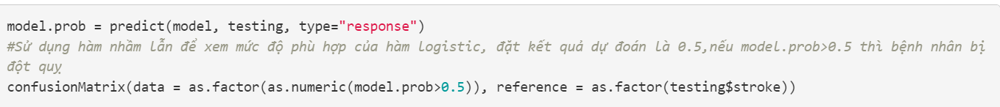 model.prob = predict(model, testing, type="response")
#Sử dụng hàm nhầm lẫn để xem mức độ phù hợp của hàm logistic, đặt kết quả dự đoán là 0.5,nếu model.prob>0.5 thì bệnh nhân bị
đột quỵ
confusionMatrix(data = as.factor(as.numeric(model.prob>0.5)), reference = as.factor(testing$stroke))